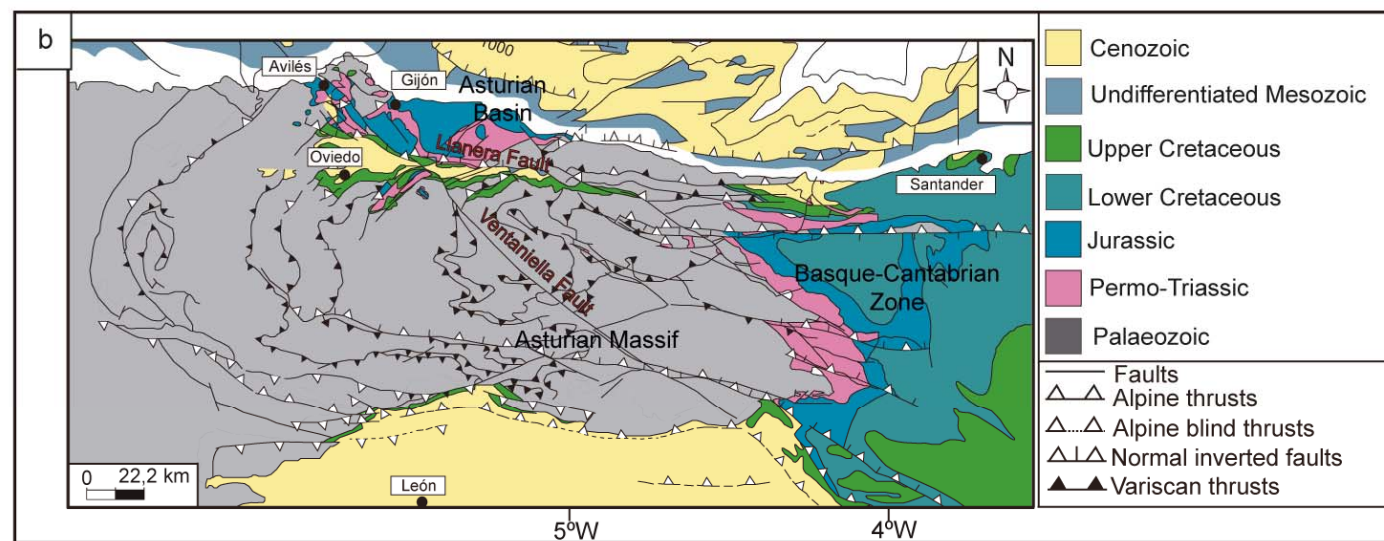 b
1000
N
Avilés
Gijón
Asturian
Basin
Llanera Fault
Oviedo
Santander
Ventaniella Fault
Basque-Cantabrian
Zone
Asturian Massif
0 22,2 km
León
5ºW
4ºW
Cenozoic
Undifferentiated Mesozoic
Upper Cretaceous
Lower Cretaceous
Jurassic
Permo-Triassic
Palaeozoic
Faults
Alpine thrusts
Alpine blind thrusts
Normal inverted faults
Variscan thrusts